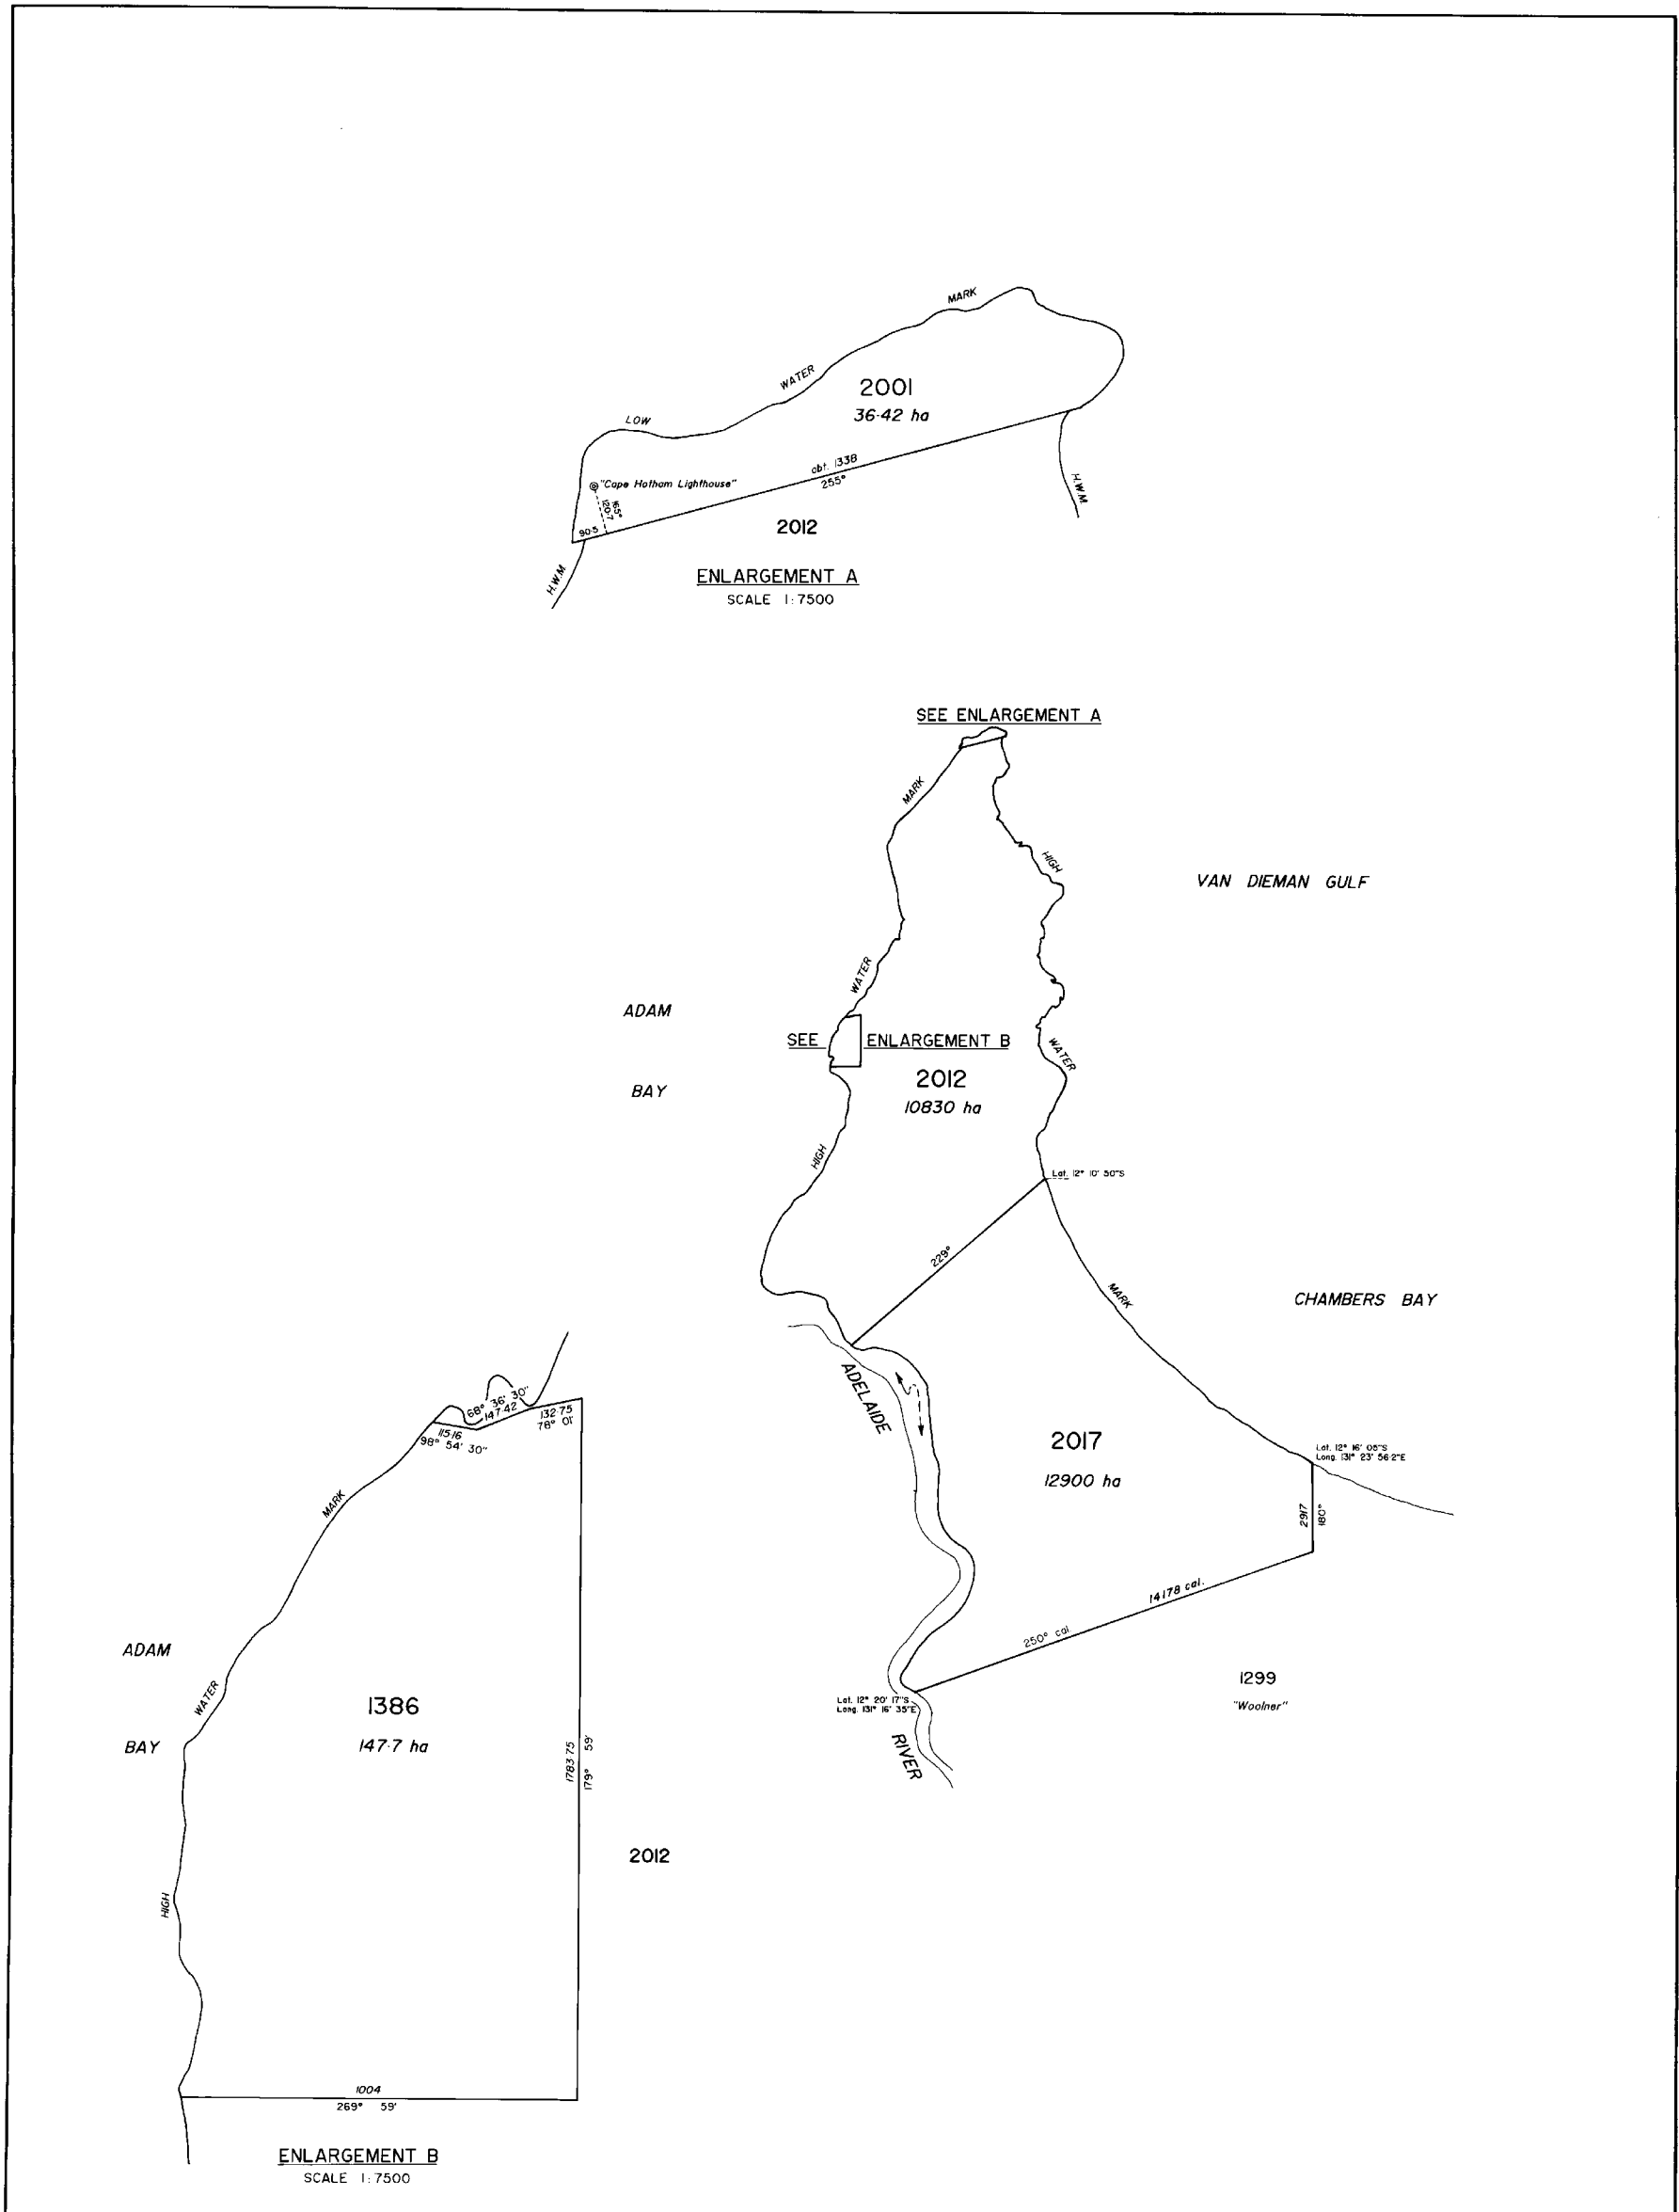 MARK
WATER
LOW
2001
36·42 ha
"Cape Hotham Lighthouse"
abt. 1338
255°
165°
120·7
90·5
2012
H.W.M.
H.W.M
ENLARGEMENT A
SCALE 1:7500
SEE ENLARGEMENT A
MARK
HIGH
VAN DIEMAN GULF
WATER
ADAM
SEE ENLARGEMENT B
WATER
2012
BAY
10830 ha
HIGH
Lat. 12° 10' 50"S
229°
MARK
CHAMBERS BAY
ADELAIDE
2017
12900 ha
Lat. 12° 16' 05"S
Long. 131° 23' 56·2"E
2917
180°
14178 cal.
250° cal
1299
"Woolner"
Lat. 12° 20' 17"S
Long. 131° 16' 35"E
RIVER
68° 36' 30"
147·42
132·75
78° 01'
115·16
98° 54' 30"
MARK
ADAM
WATER
1386
BAY
147·7 ha
1783·75
179° 59'
2012
HIGH
1004
269° 59'
ENLARGEMENT B
SCALE 1:7500